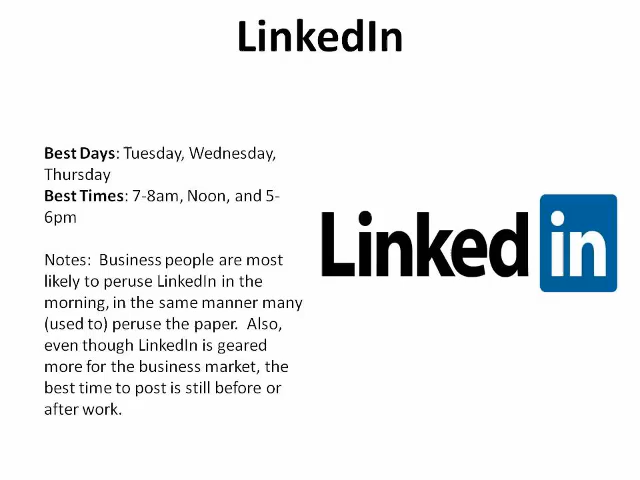 LinkedIn
Best Days: Tuesday, Wednesday,
Thursday
Best Times: 7-8am, Noon, and 5-
6pm
Notes:  Business people are most
likely to peruse LinkedIn in the
morning, in the same manner many
(used to) peruse the paper.  Also,
even though LinkedIn is geared
more for the business market, the
best time to post is still before or
after work.
Linked in